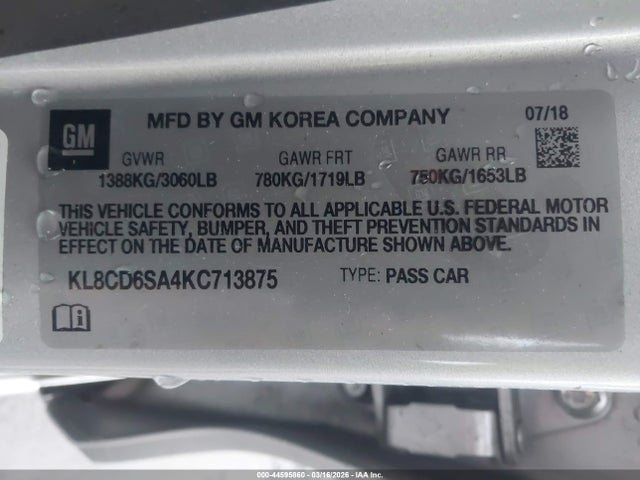 GM
MFD BY GM KOREA COMPANY 07/18
GVWR GAWR FRT GAWR RR
1388KG/3060LB 780KG/1719LB 750KG/1653LB
THIS VEHICLE CONFORMS TO ALL APPLICABLE U.S. FEDERAL MOTOR
VEHICLE SAFETY, BUMPER, AND THEFT PREVENTION STANDARDS IN
EFFECT ON THE DATE OF MANUFACTURE SHOWN ABOVE.
KL8CD6SA4KC713875 TYPE: PASS CAR
000-44595860 - 03/16/2026 - IAA Inc.